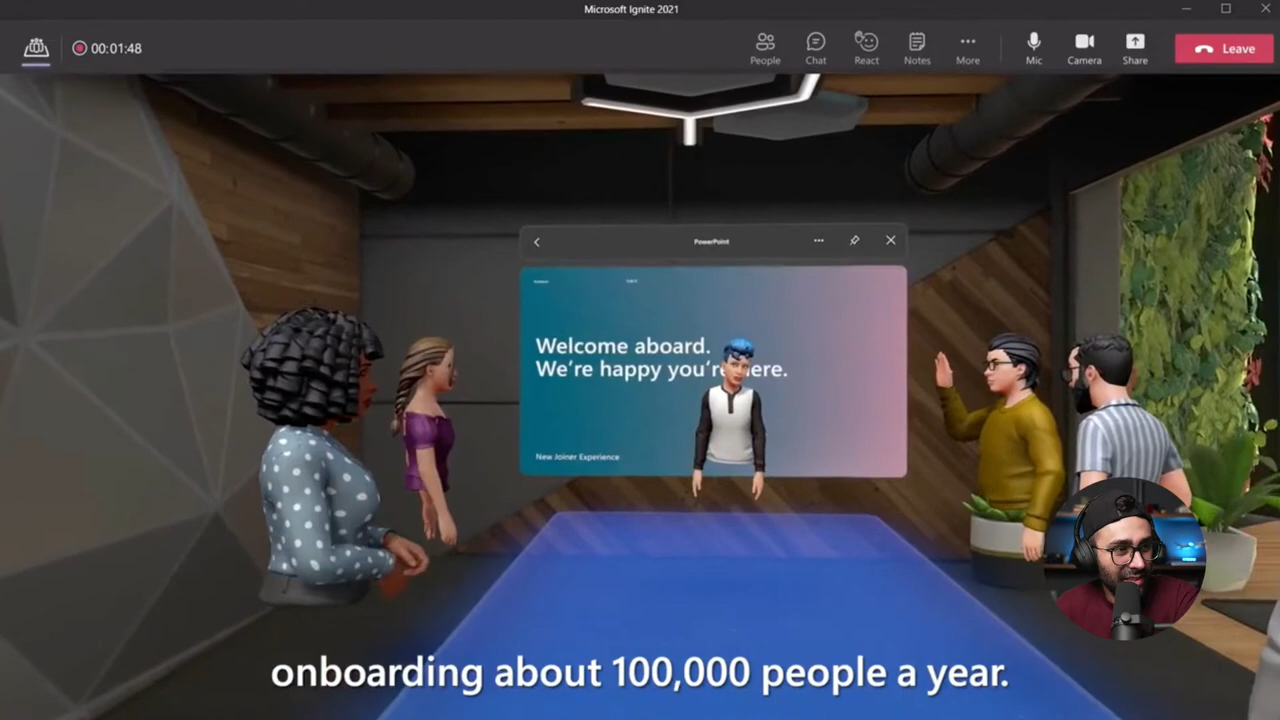 Microsoft Ignite 2021
00:01:48
People
Chat
React
Notes
More
Mic
Camera
Share
Leave
PowerPoint
Welcome aboard.
We're happy you're here.
New Joiner Experience
onboarding about 100,000 people a year.